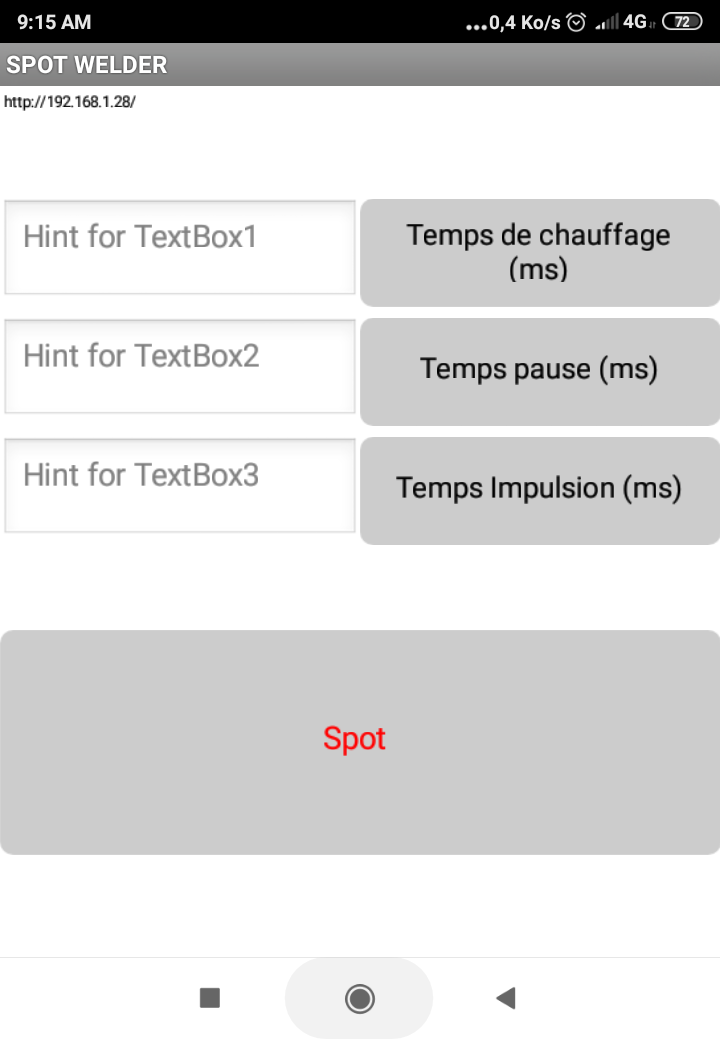 9:15 AM
...0,4 Ko/s 4G 72
SPOT WELDER
http://192.168.1.28/
Hint for TextBox1
Temps de chauffage
(ms)
Hint for TextBox2
Temps pause (ms)
Hint for TextBox3
Temps Impulsion (ms)
Spot